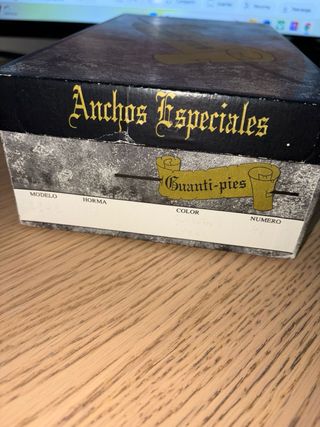 Anchos Especiales
Guanti-pies
MODELO HORMA COLOR NUMERO